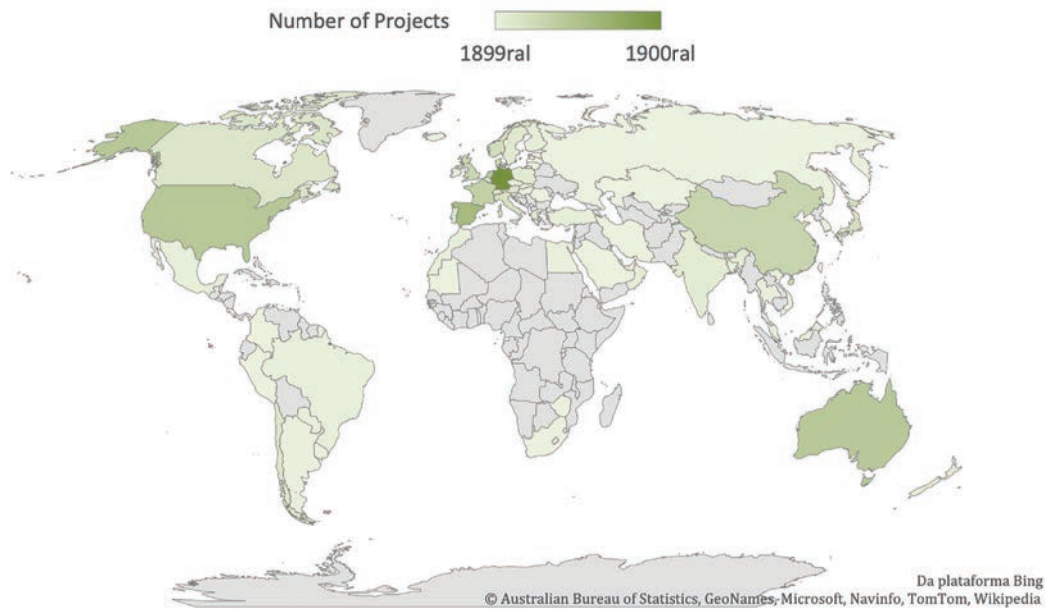 Number of Projects
1899ral
1900ral
Da plataforma Bing
© Australian Bureau of Statistics, GeoNames, Microsoft, Navinfo, TomTom, Wikipedia